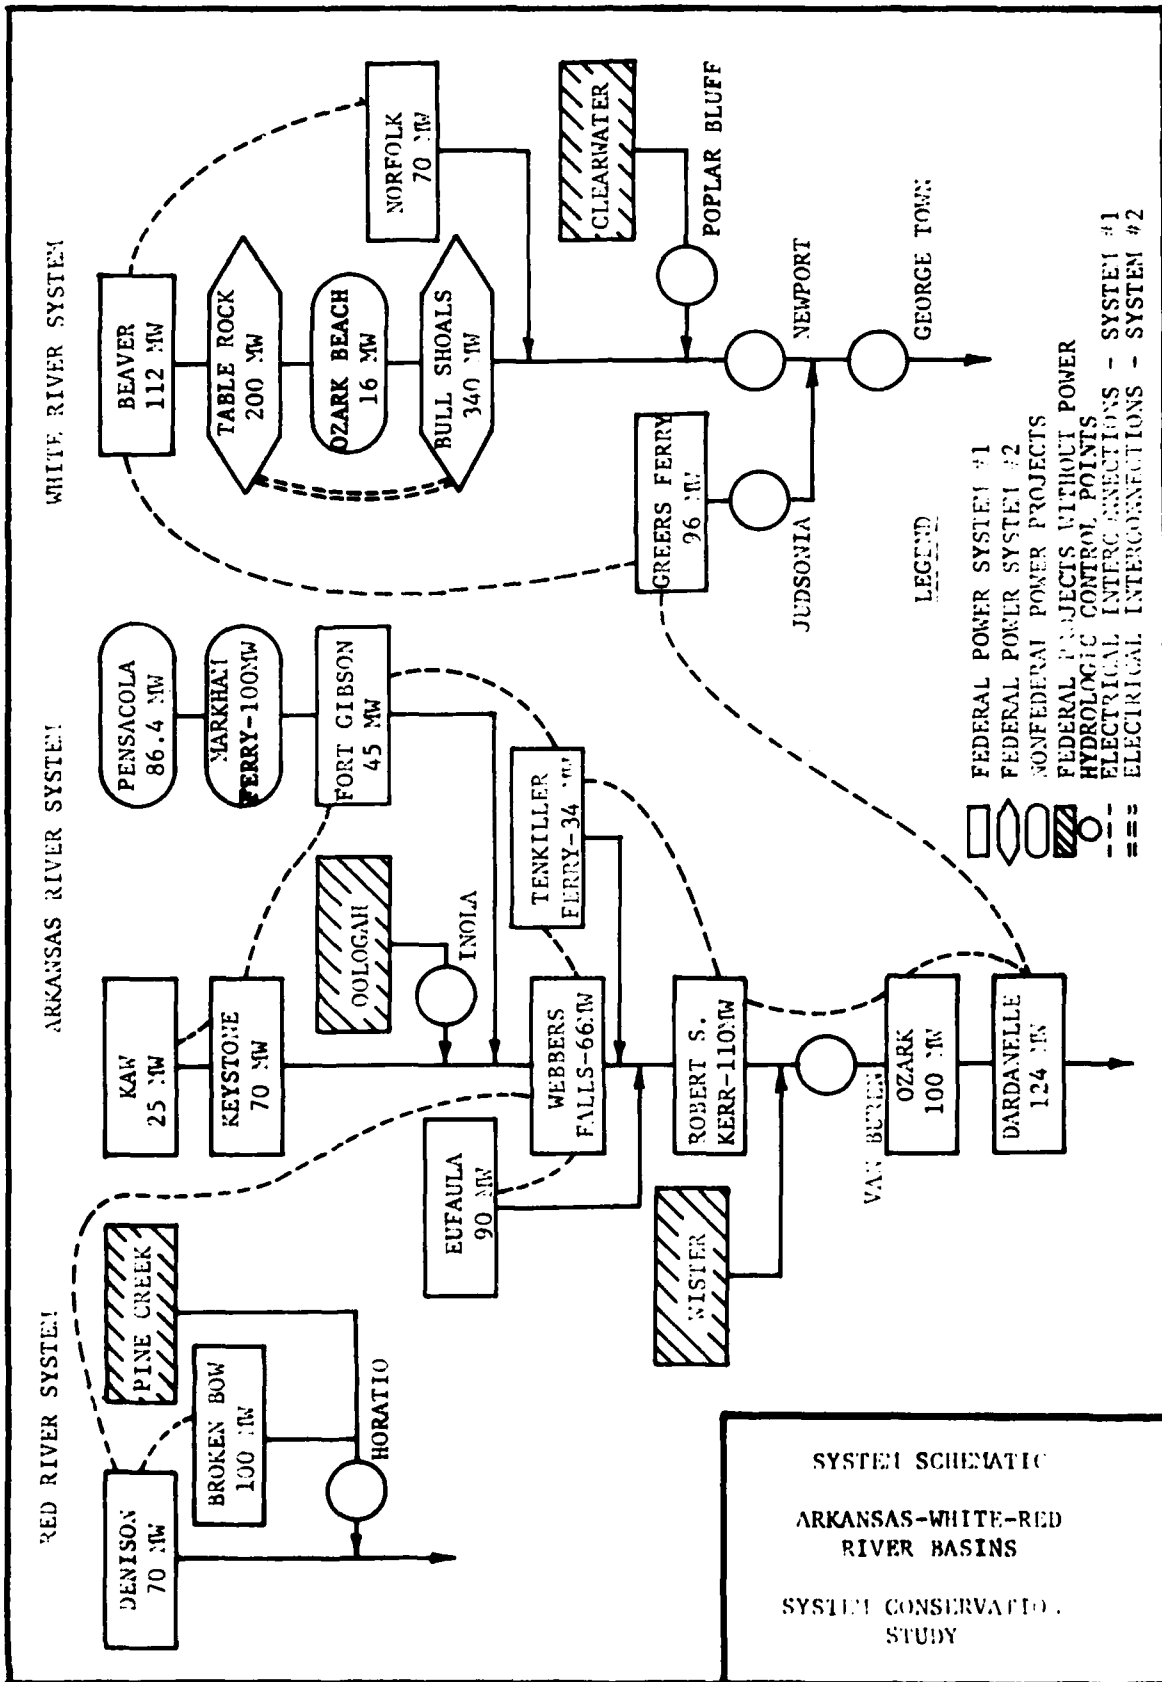 RED RIVER SYSTEM
ARKANSAS RIVER SYSTEM
WHITE RIVER SYSTEM
DENISON
70 MW
BROKEN BOW
100 MW
PINE CREEK
HORATIO
KAW
25 MW
KEYSTONE
70 MW
PENSACOLA
86.4 MW
MARKHAM
FERRY-100MW
FORT GIBSON
45 MW
OOLOGAH
INOLA
EUFAULA
90 MW
WEBBERS
FALLS-66MW
TENKILLER
FERRY-34 MW
WISTER
ROBERT S.
KERR-110MW
VAN BUREN
OZARK
100 MW
DARDANELLE
124 MW
BEAVER
112 MW
TABLE ROCK
200 MW
OZARK BEACH
16 MW
BULL SHOALS
340 MW
NORFOLK
70 MW
CLEARWATER
POPLAR BLUFF
GREERS FERRY
96 MW
JUDSONIA
NEWPORT
GEORGE TOWN
LEGEND
FEDERAL POWER SYSTEM #1
FEDERAL POWER SYSTEM #2
NONFEDERAL POWER PROJECTS
FEDERAL PROJECTS WITHOUT POWER
HYDROLOGIC CONTROL POINTS
ELECTRICAL INTERCONNECTIONS - SYSTEM #1
ELECTRICAL INTERCONNECTIONS - SYSTEM #2
SYSTEM SCHEMATIC
ARKANSAS-WHITE-RED
RIVER BASINS
SYSTEM CONSERVATION
STUDY